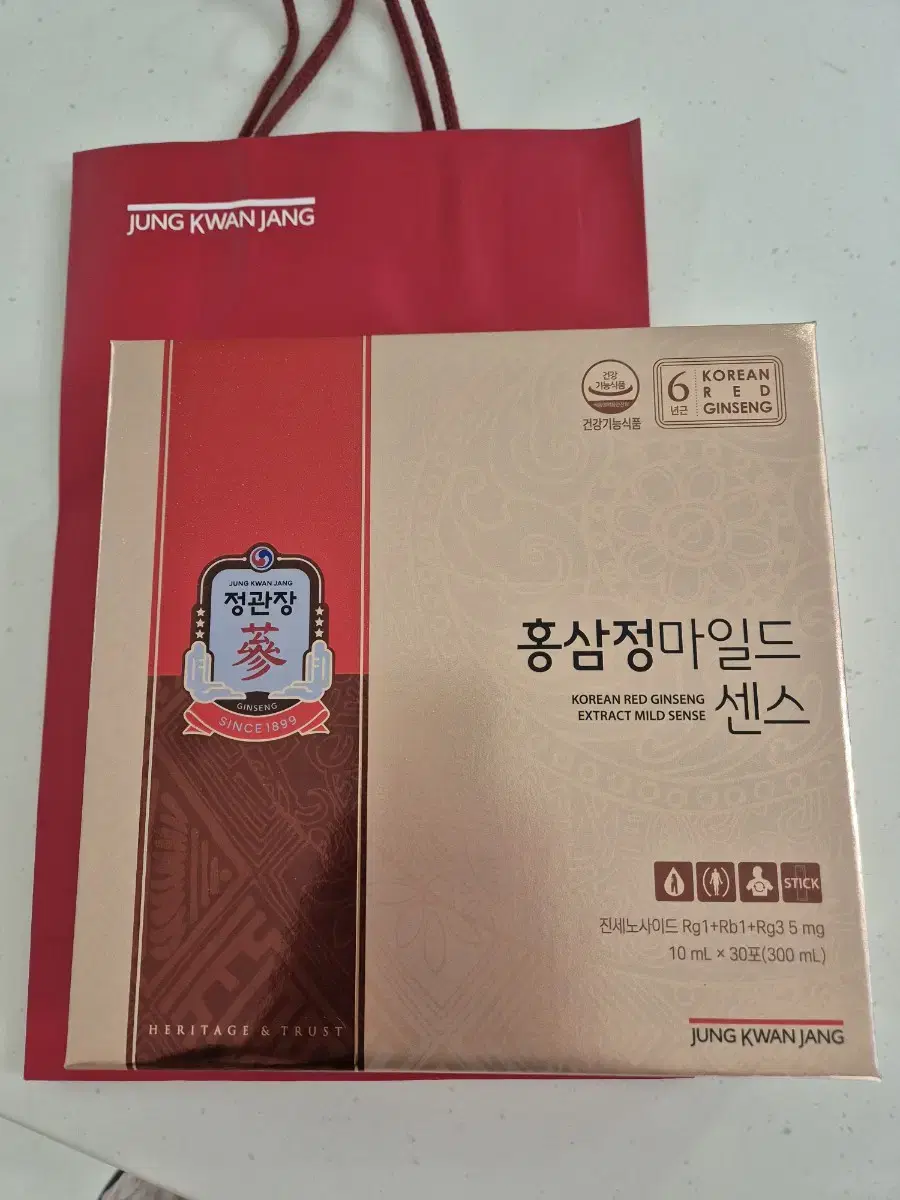 JUNG KWAN JANG
건강
기능식품
건강기능식품
6
년근
KOREAN
RED
GINSENG
JUNG KWAN JANG
정관장
蔘
GINSENG
SINCE 1899
홍삼정마일드
KOREAN RED GINSENG
EXTRACT MILD SENSE
센스
STICK
진세노사이드 Rg1+Rb1+Rg3 5 mg
10 mL × 30포(300 mL)
HERITAGE & TRUST
JUNG KWAN JANG